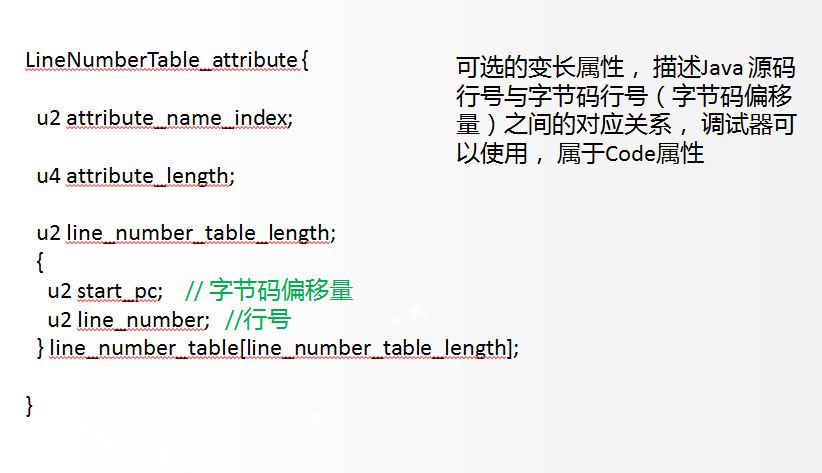 LineNumberTable_attribute {
u2 attribute_name_index;
u4 attribute_length;
u2 line_number_table_length;
{
u2 start_pc; // 字节码偏移量
u2 line_number; //行号
} line_number_table[line_number_table_length];
}
可选的变长属性，描述Java 源码
行号与字节码行号（字节码偏移
量）之间的对应关系，调试器可
以使用，属于Code属性